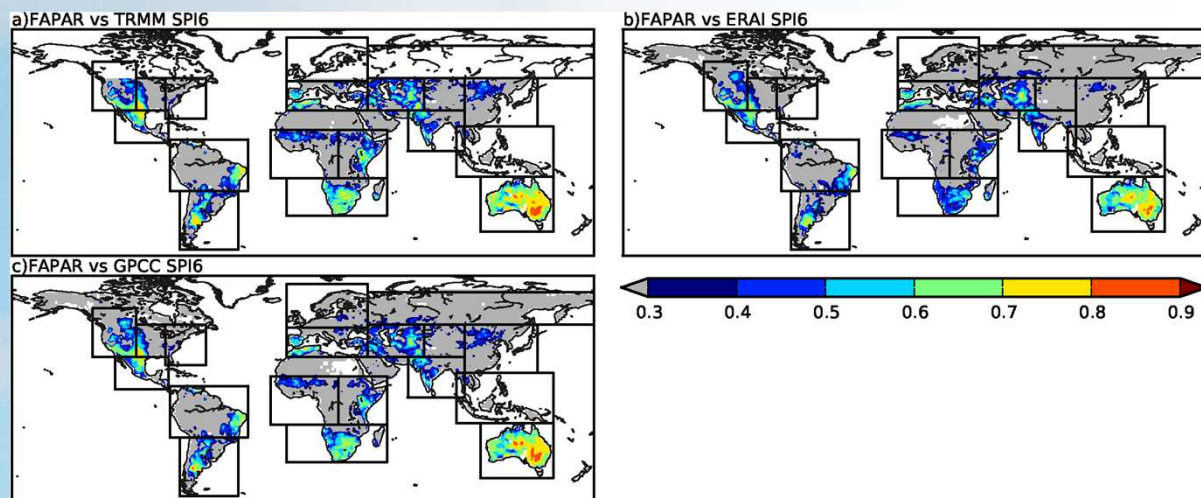 a)FAPAR vs TRMM SPI6
b)FAPAR vs ERAI SPI6
c)FAPAR vs GPCC SPI6
0.3 0.4 0.5 0.6 0.7 0.8 0.9